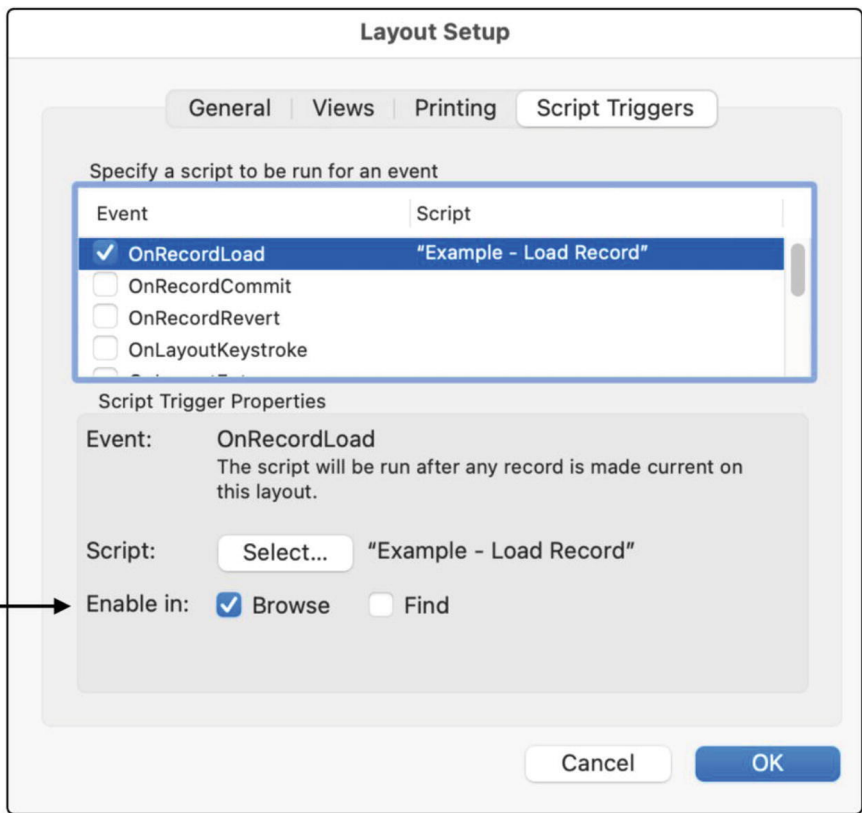 Layout Setup
General Views Printing Script Triggers
Specify a script to be run for an event
Event Script
OnRecordLoad “Example - Load Record”
OnRecordCommit
OnRecordRevert
OnLayoutKeystroke
Script Trigger Properties
Event: OnRecordLoad
The script will be run after any record is made current on
this layout.
Script: Select... “Example - Load Record”
Enable in: Browse Find
Cancel OK